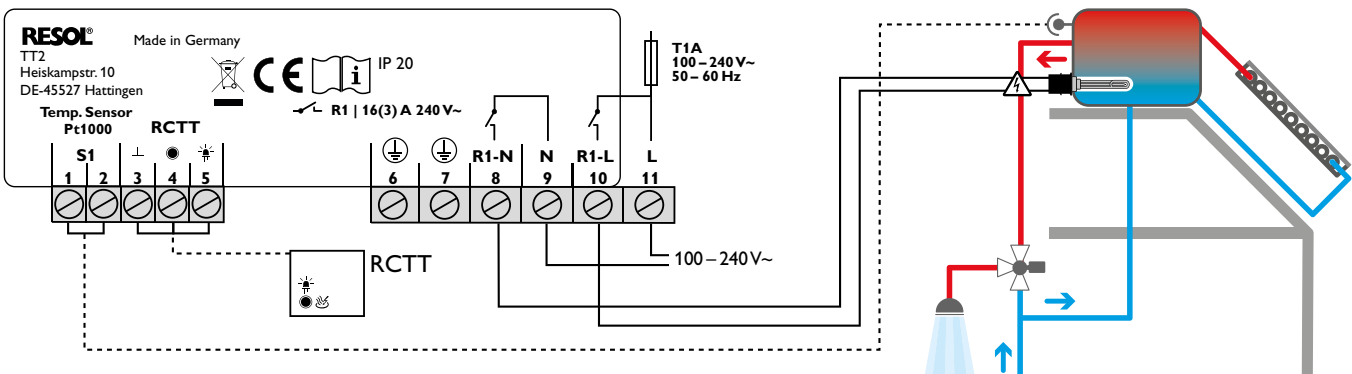 RESOL®
TT2
Heiskampstr. 10
DE-45527 Hattingen
Made in Germany
CE
i
IP 20
R1 | 16(3) A 240 V~
T1A
100 – 240 V~
50 – 60 Hz
Temp. Sensor
Pt1000
RCTT
S1
R1-N N R1-L L
1 2 3 4 5 6 7 8 9 10 11
100 – 240 V~
RCTT